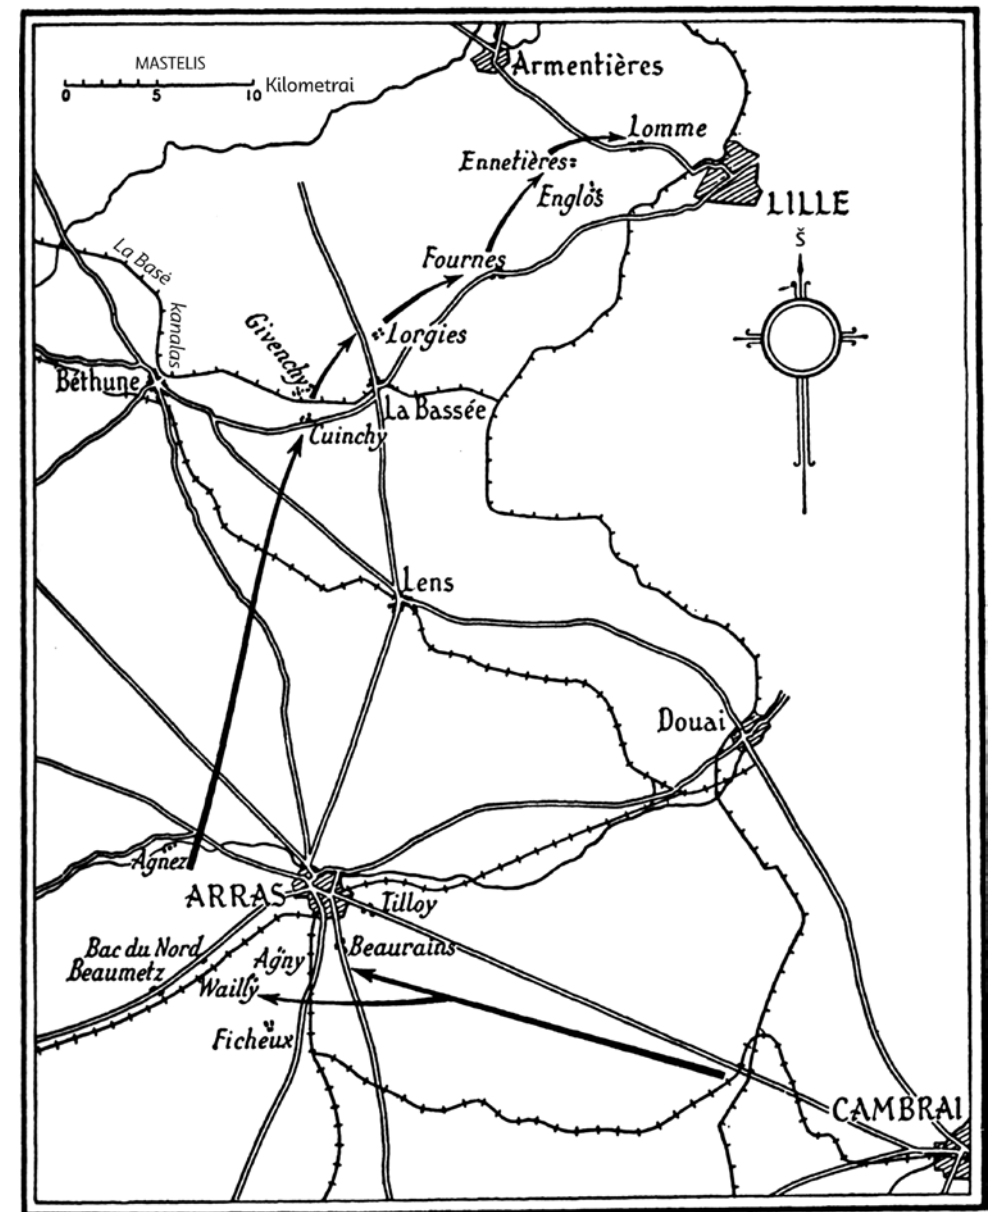 MASTELIS
0 5 10 Kilometrai
Armentières
Lomme
Ennetières
Englos
LILLE
Š
La Basé
kanalas
Fournes
Givenchy
Lorgies
Béthune
La Bassée
Cuinchy
Lens
Douai
Agnez
ARRAS
Tilloy
Bac du Nord
Beaurains
Agny
Beaumetz
Wailly
Ficheux
CAMBRAI